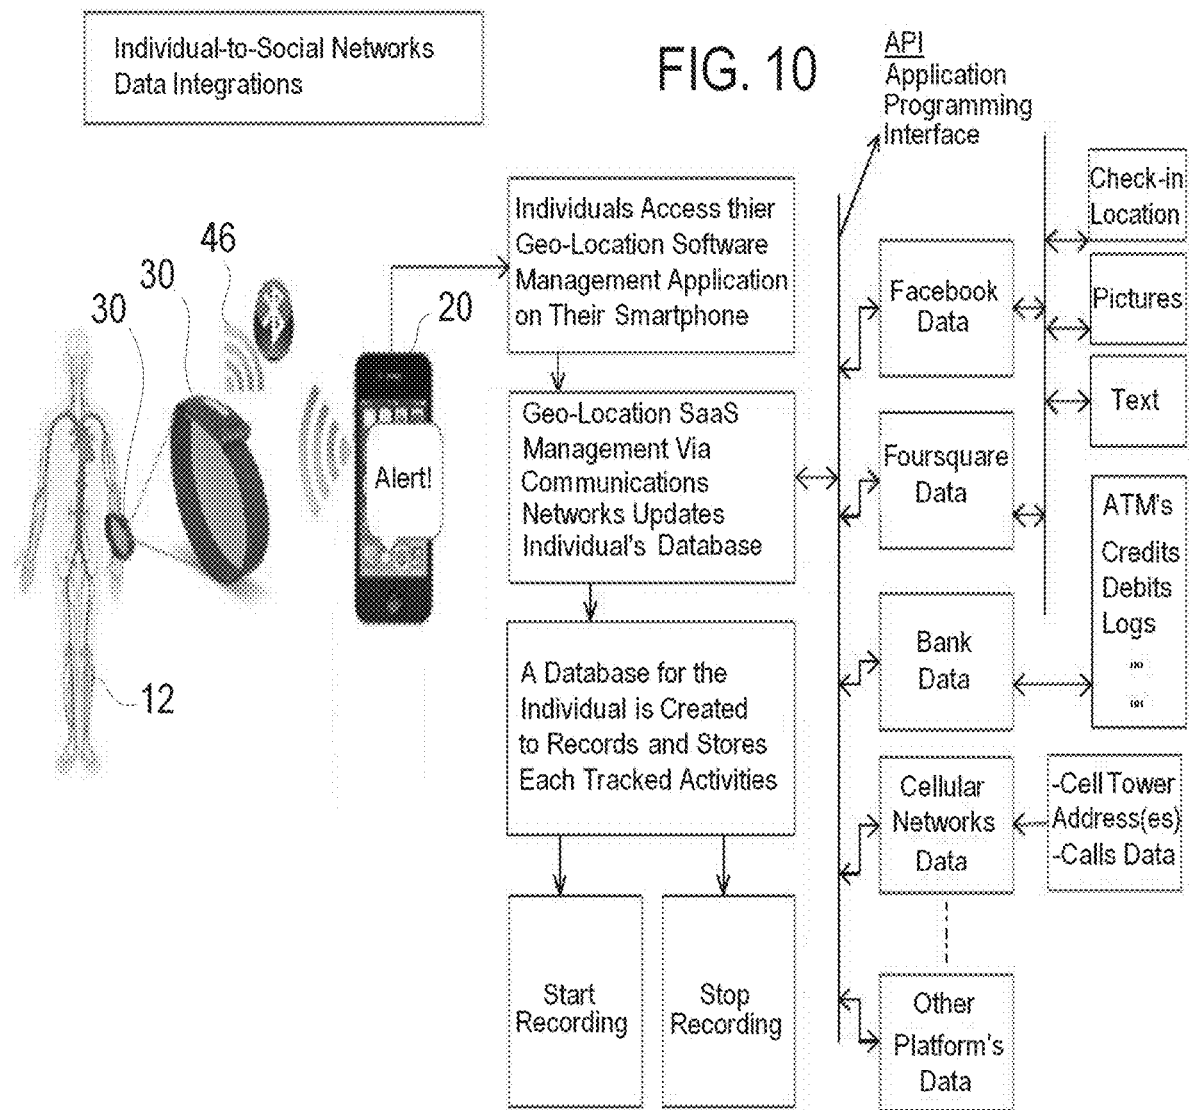 Individual-to-Social Networks
Data Integrations
FIG. 10
API
Application
Programming
Interface
46
30
30
20
12
Alert!
Individuals Access thier
Geo-Location Software
Management Application
on Their Smartphone
Geo-Location SaaS
Management Via
Communications
Networks Updates
Individual's Database
A Database for the
Individual is Created
to Records and Stores
Each Tracked Activities
Start
Recording
Stop
Recording
Facebook
Data
Foursquare
Data
Bank
Data
Cellular
Networks
Data
Other
Platform's
Data
Check-in
Location
Pictures
Text
ATM's
Credits
Debits
Logs
-Cell Tower
Address(es)
-Calls Data